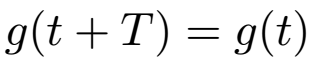 g(t + T) = g(t)